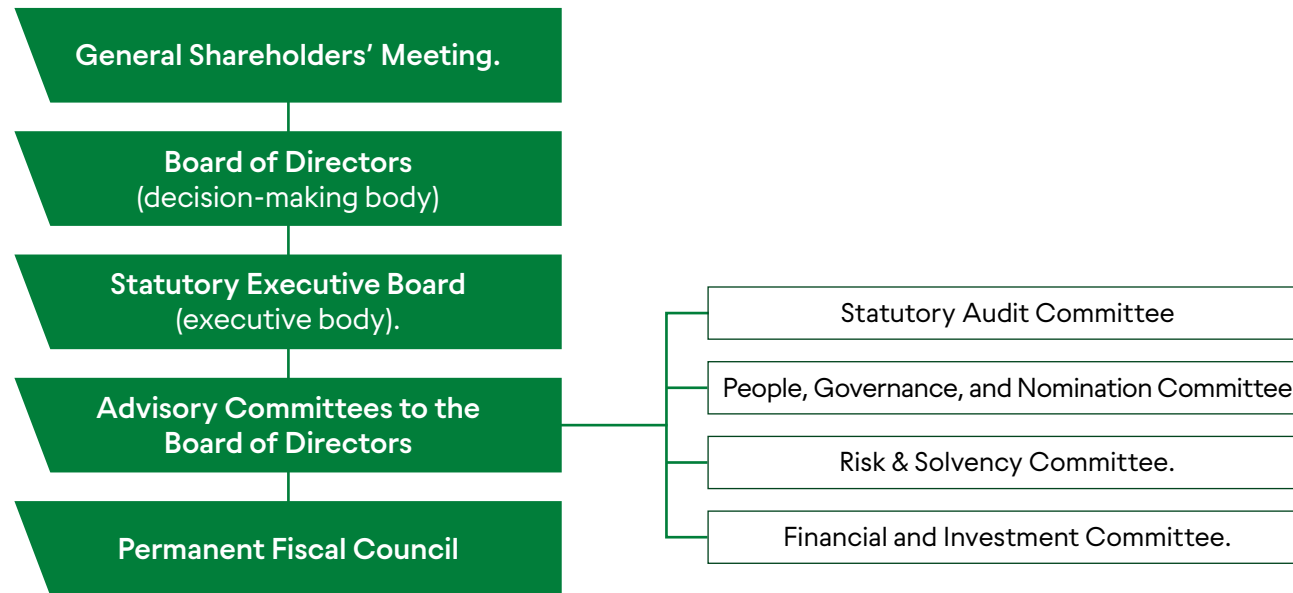 General Shareholders’ Meeting.
Board of Directors
(decision-making body)
Statutory Executive Board
(executive body).
Advisory Committees to the
Board of Directors
Permanent Fiscal Council
Statutory Audit Committee
People, Governance, and Nomination Committee
Risk & Solvency Committee.
Financial and Investment Committee.